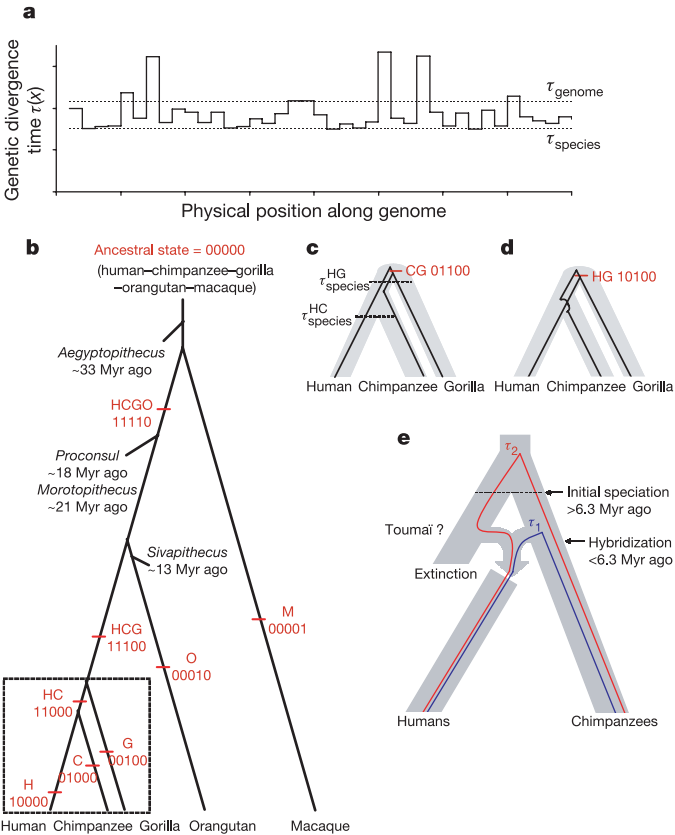 a
Genetic divergence
time τ(x)
τgenome
τspecies
Physical position along genome
b
Ancestral state = 00000
(human–chimpanzee–gorilla
–orangutan–macaque)
Aegyptopithecus
~33 Myr ago
HCGO
11110
Proconsul
~18 Myr ago
Morotopithecus
~21 Myr ago
Sivapithecus
~13 Myr ago
M
00001
HCG
11100
O
00010
HC
11000
G
00100
C
01000
H
10000
Human Chimpanzee Gorilla Orangutan Macaque
c
CG 01100
τHG species
τHC species
Human Chimpanzee Gorilla
d
HG 10100
Human Chimpanzee Gorilla
e
τ2
Initial speciation
>6.3 Myr ago
τ1
Toumaï ?
Hybridization
<6.3 Myr ago
Extinction
Humans
Chimpanzees